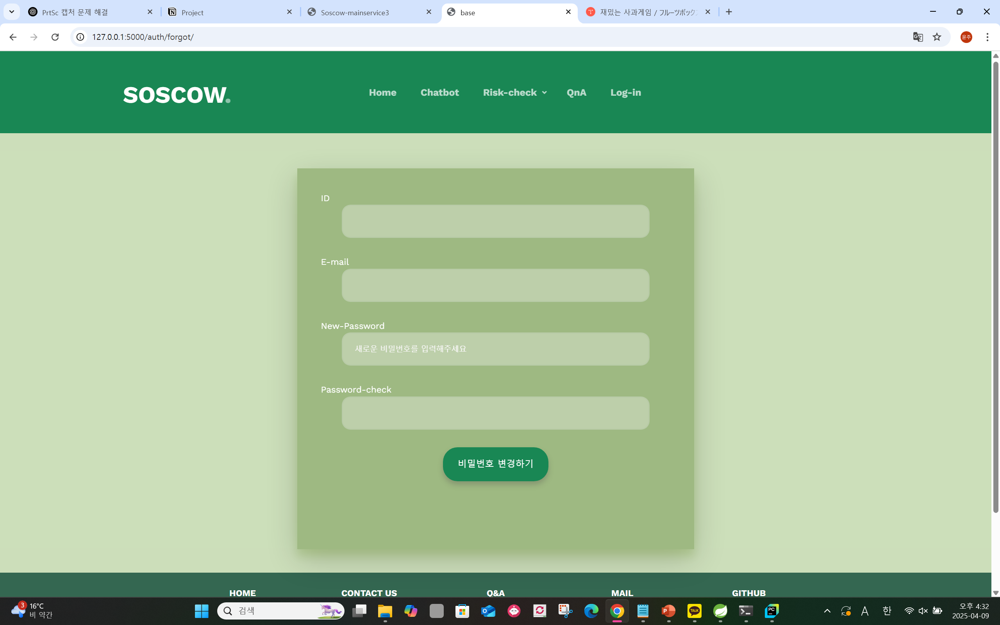 PrtSc 캡처 문제 해결
Project
Soscow-mainservice3
base
재밌는 사과게임 / フルーツボックス
127.0.0.1:5000/auth/forgot/
윤주
soscow.
Home
Chatbot
Risk-check
QnA
Log-in
ID
E-mail
New-Password
새로운 비밀번호를 입력해주세요
Password-check
비밀번호 변경하기
HOME
CONTACT US
Q&A
MAIL
GITHUB
3
16°C
비 약간
검색
TALK
PC
A
한
오후 4:32
2025-04-09